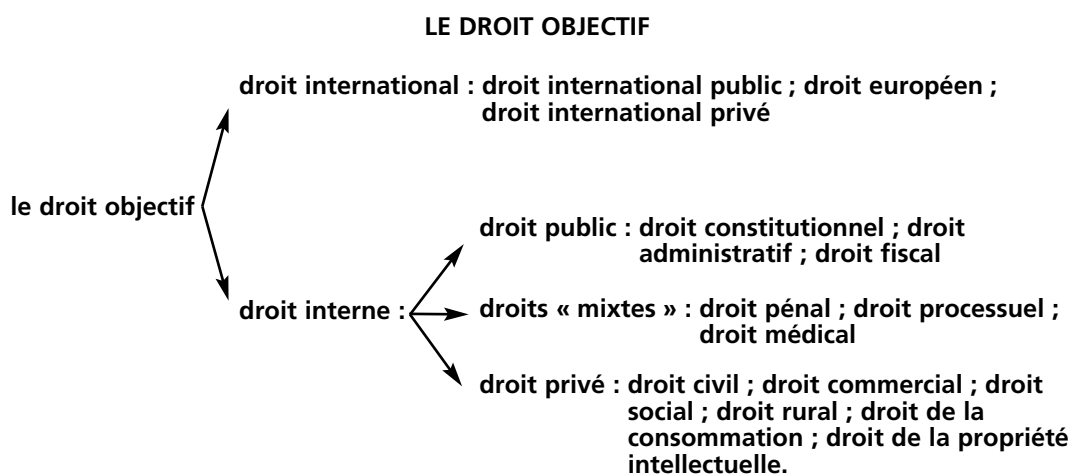 LE DROIT OBJECTIF
droit international : droit international public ; droit européen ;
droit international privé
le droit objectif
droit public : droit constitutionnel ; droit
administratif ; droit fiscal
droit interne :
droits « mixtes » : droit pénal ; droit processuel ;
droit médical
droit privé : droit civil ; droit commercial ; droit
social ; droit rural ; droit de la
consommation ; droit de la propriété
intellectuelle.